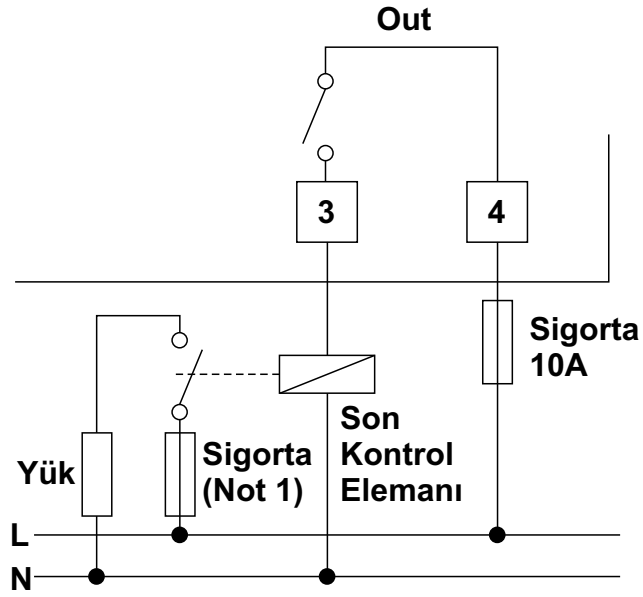 Out
3
4
Sigorta
10A
Son
Kontrol
Elemanı
Sigorta
(Not 1)
Yük
L
N